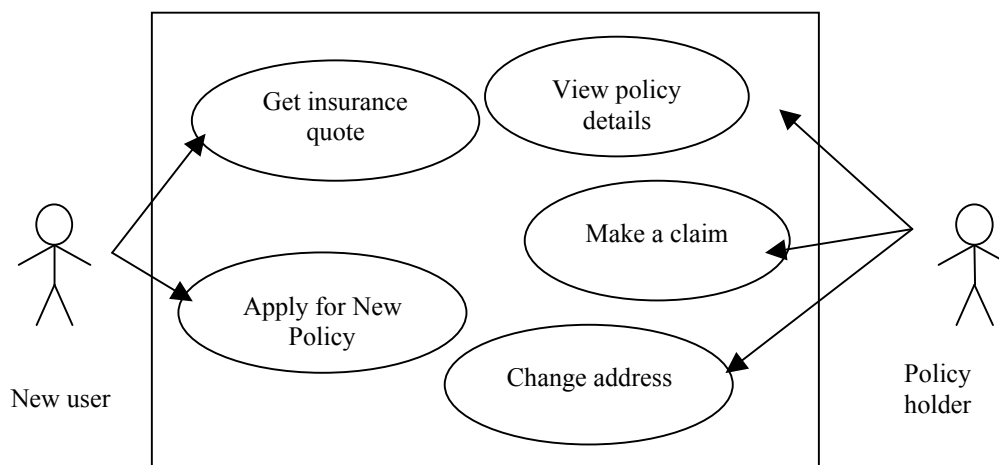 Get insurance
quote
View policy
details
Make a claim
Apply for New
Policy
Change address
New user
Policy
holder